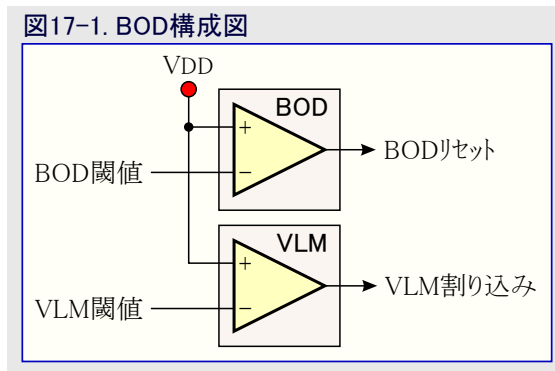 図17-1. BOD構成図
VDD
BOD
+
BOD閾値
−
BODリセット
VLM
+
VLM閾値
−
VLM割り込み